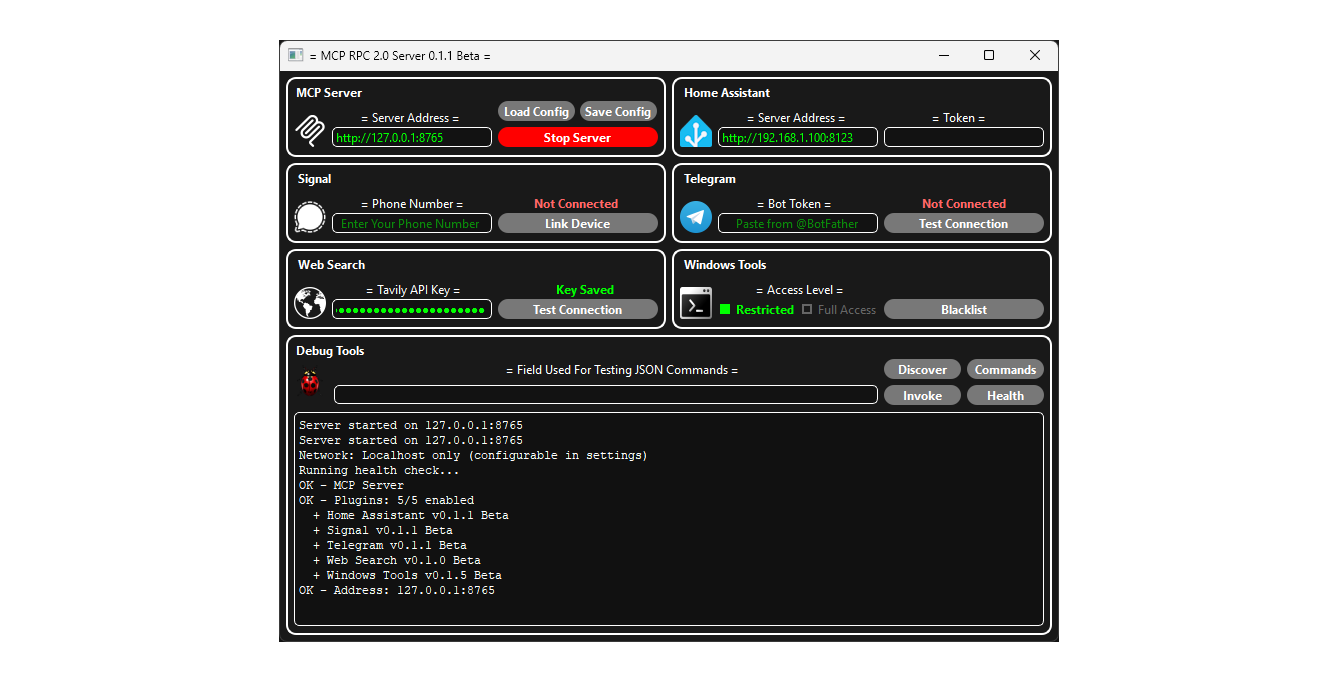 = MCP RPC 2.0 Server 0.1.1 Beta =
MCP Server
= Server Address =
Load Config
Save Config
http://127.0.0.1:8765
Stop Server
Home Assistant
= Server Address =
= Token =
http://192.168.1.100:8123
Signal
= Phone Number =
Not Connected
Enter Your Phone Number
Link Device
Telegram
= Bot Token =
Not Connected
Paste from @BotFather
Test Connection
Web Search
= Tavily API Key =
Key Saved
Test Connection
Windows Tools
= Access Level =
Restricted
Full Access
Blacklist
Debug Tools
= Field Used For Testing JSON Commands =
Discover
Commands
Invoke
Health
Server started on 127.0.0.1:8765
Server started on 127.0.0.1:8765
Network: Localhost only (configurable in settings)
Running health check...
OK - MCP Server
OK - Plugins: 5/5 enabled
+ Home Assistant v0.1.1 Beta
+ Signal v0.1.1 Beta
+ Telegram v0.1.1 Beta
+ Web Search v0.1.0 Beta
+ Windows Tools v0.1.5 Beta
OK - Address: 127.0.0.1:8765